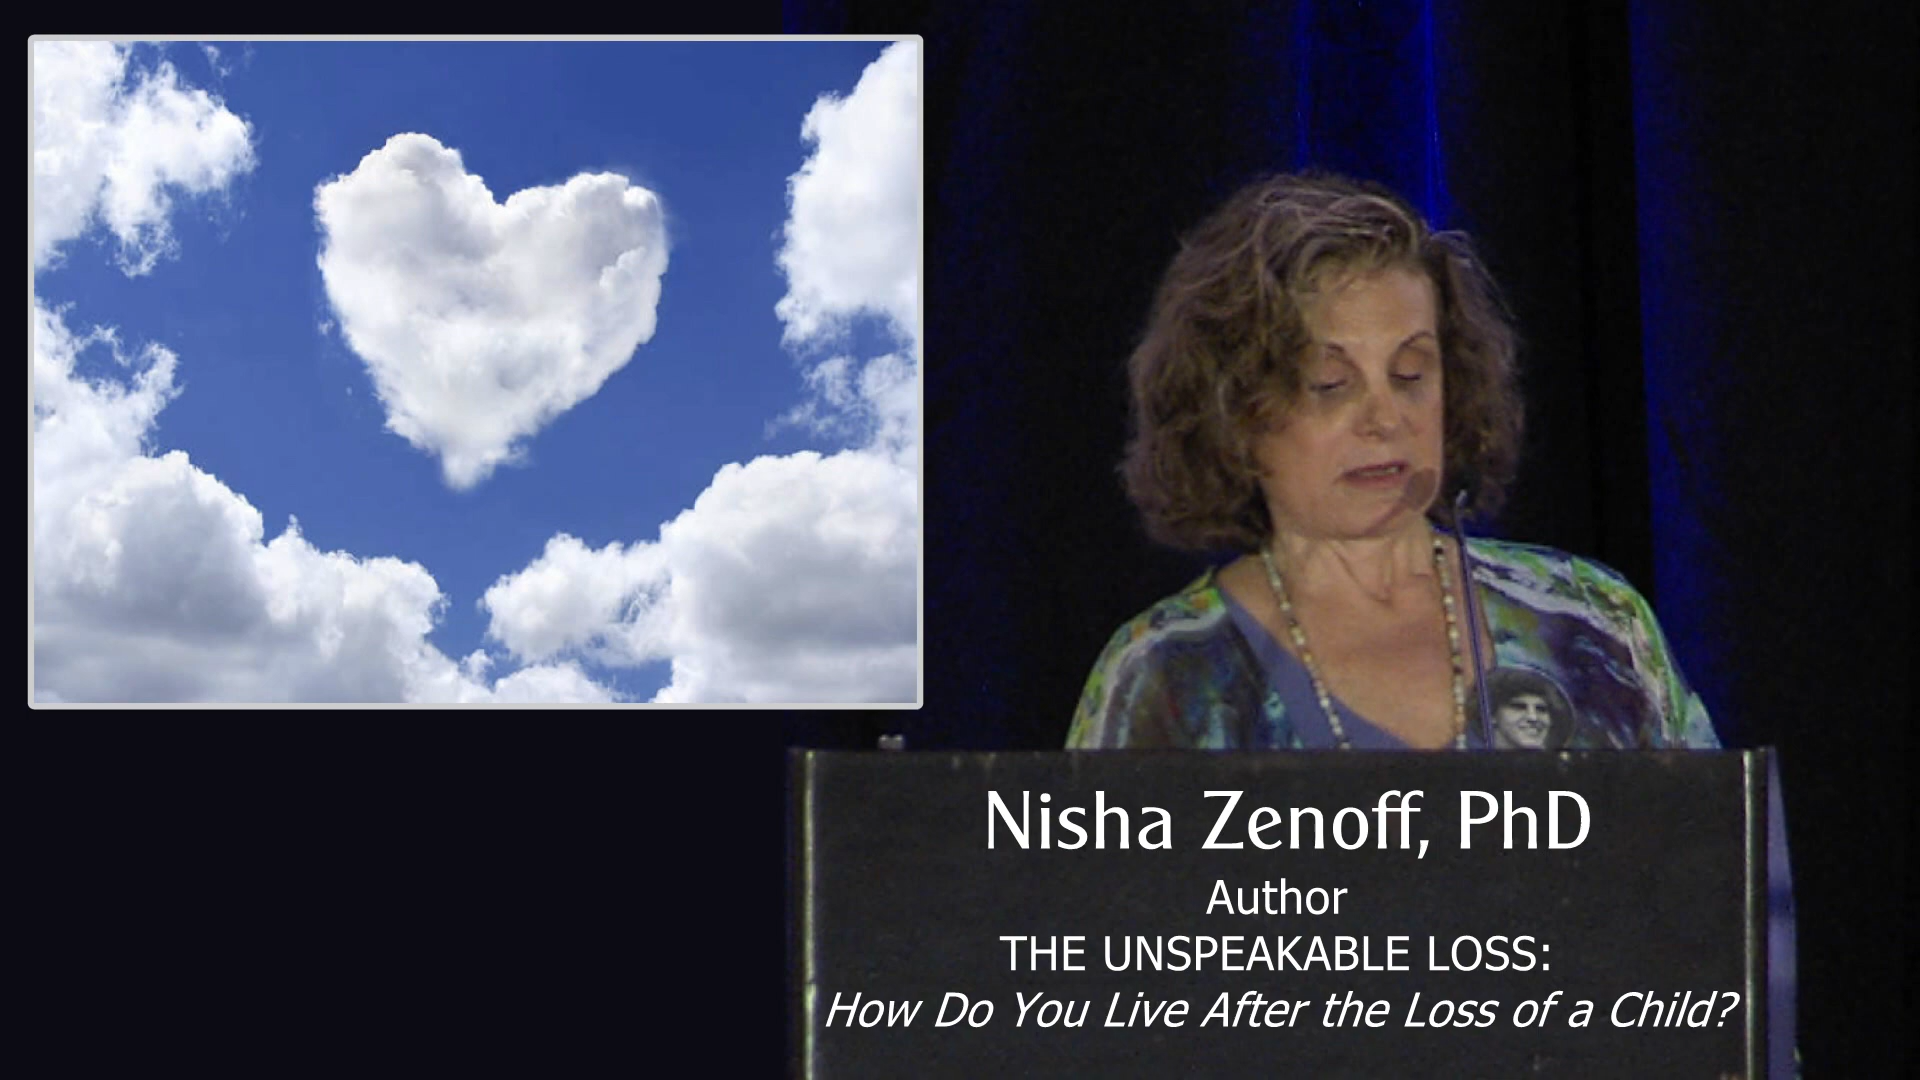 Nisha Zenoff, PhD
Author
THE UNSPEAKABLE LOSS:
How Do You Live After the Loss of a Child?